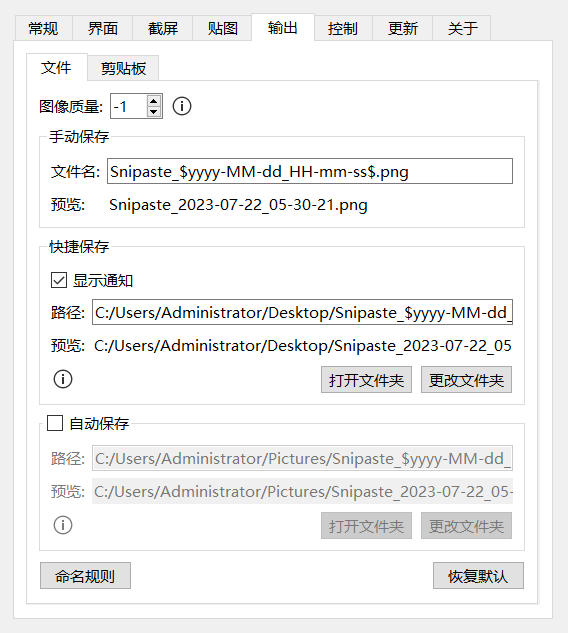 常规 界面 截屏 贴图 输出 控制 更新 关于
文件 剪贴板
图像质量: -1
手动保存
文件名: Snipaste_$yyyy-MM-dd_HH-mm-ss$.png
预览: Snipaste_2023-07-22_05-30-21.png
快捷保存
显示通知
路径: C:/Users/Administrator/Desktop/Snipaste_$yyyy-MM-dd_
预览: C:/Users/Administrator/Desktop/Snipaste_2023-07-22_05
打开文件夹 更改文件夹
自动保存
路径: C:/Users/Administrator/Pictures/Snipaste_$yyyy-MM-dd_
预览: C:/Users/Administrator/Pictures/Snipaste_2023-07-22_05-
打开文件夹 更改文件夹
命名规则 恢复默认